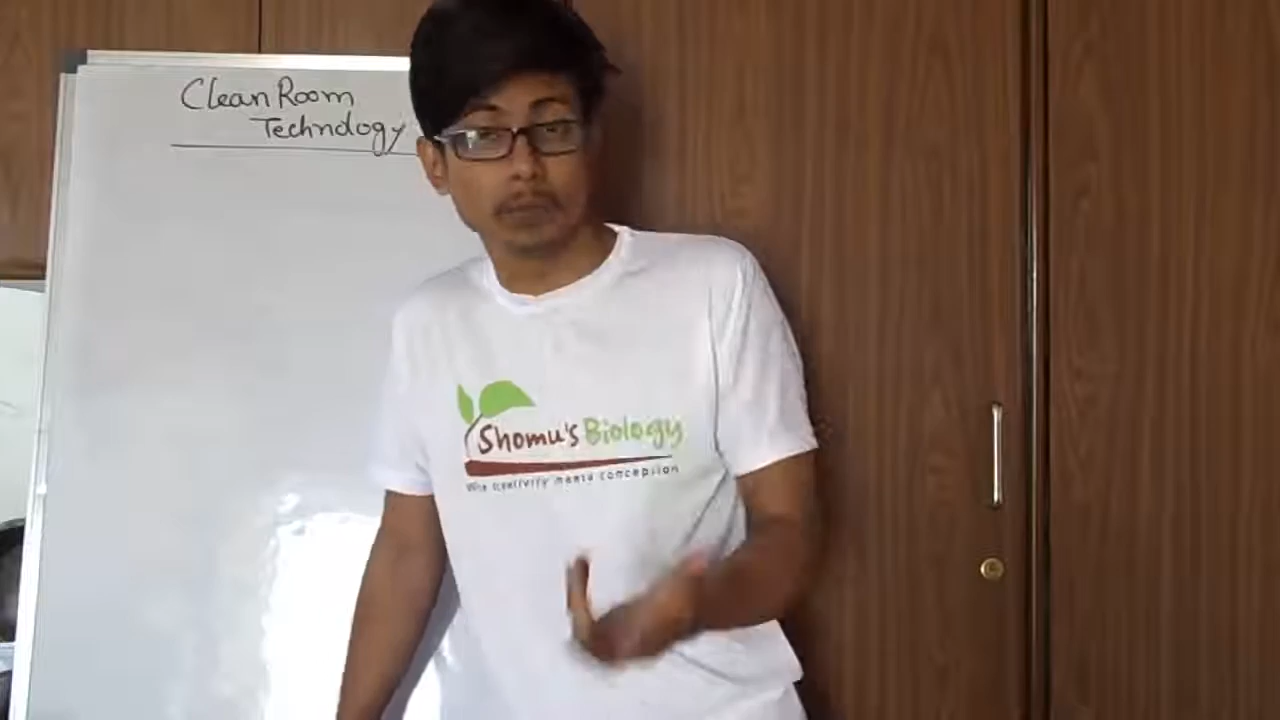 Clean Room
Technology
Shomu's Biology
creativity meets conception